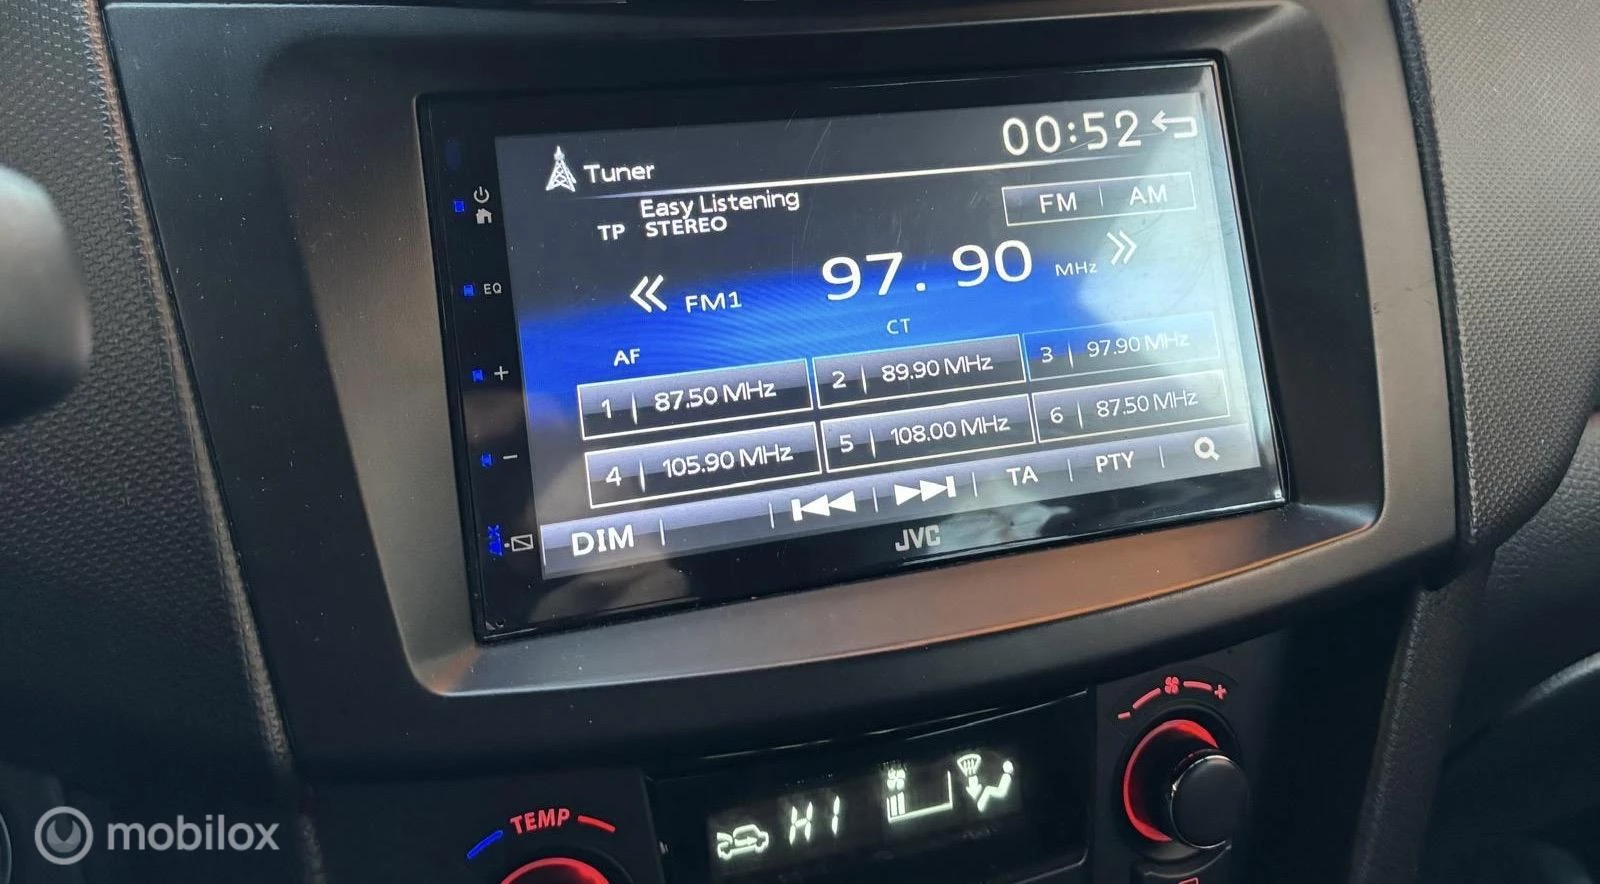 00:52
Tuner
Easy Listening
FM | AM
TP STEREO
97.90 MHz
FM1
CT
AF
1 | 87.50 MHz
2 | 89.90 MHz
3 | 97.90 MHz
4 | 105.90 MHz
5 | 108.00 MHz
6 | 87.50 MHz
DIM
TA
PTY
EQ
+
-
JVC
- +
HI
TEMP
mobilox